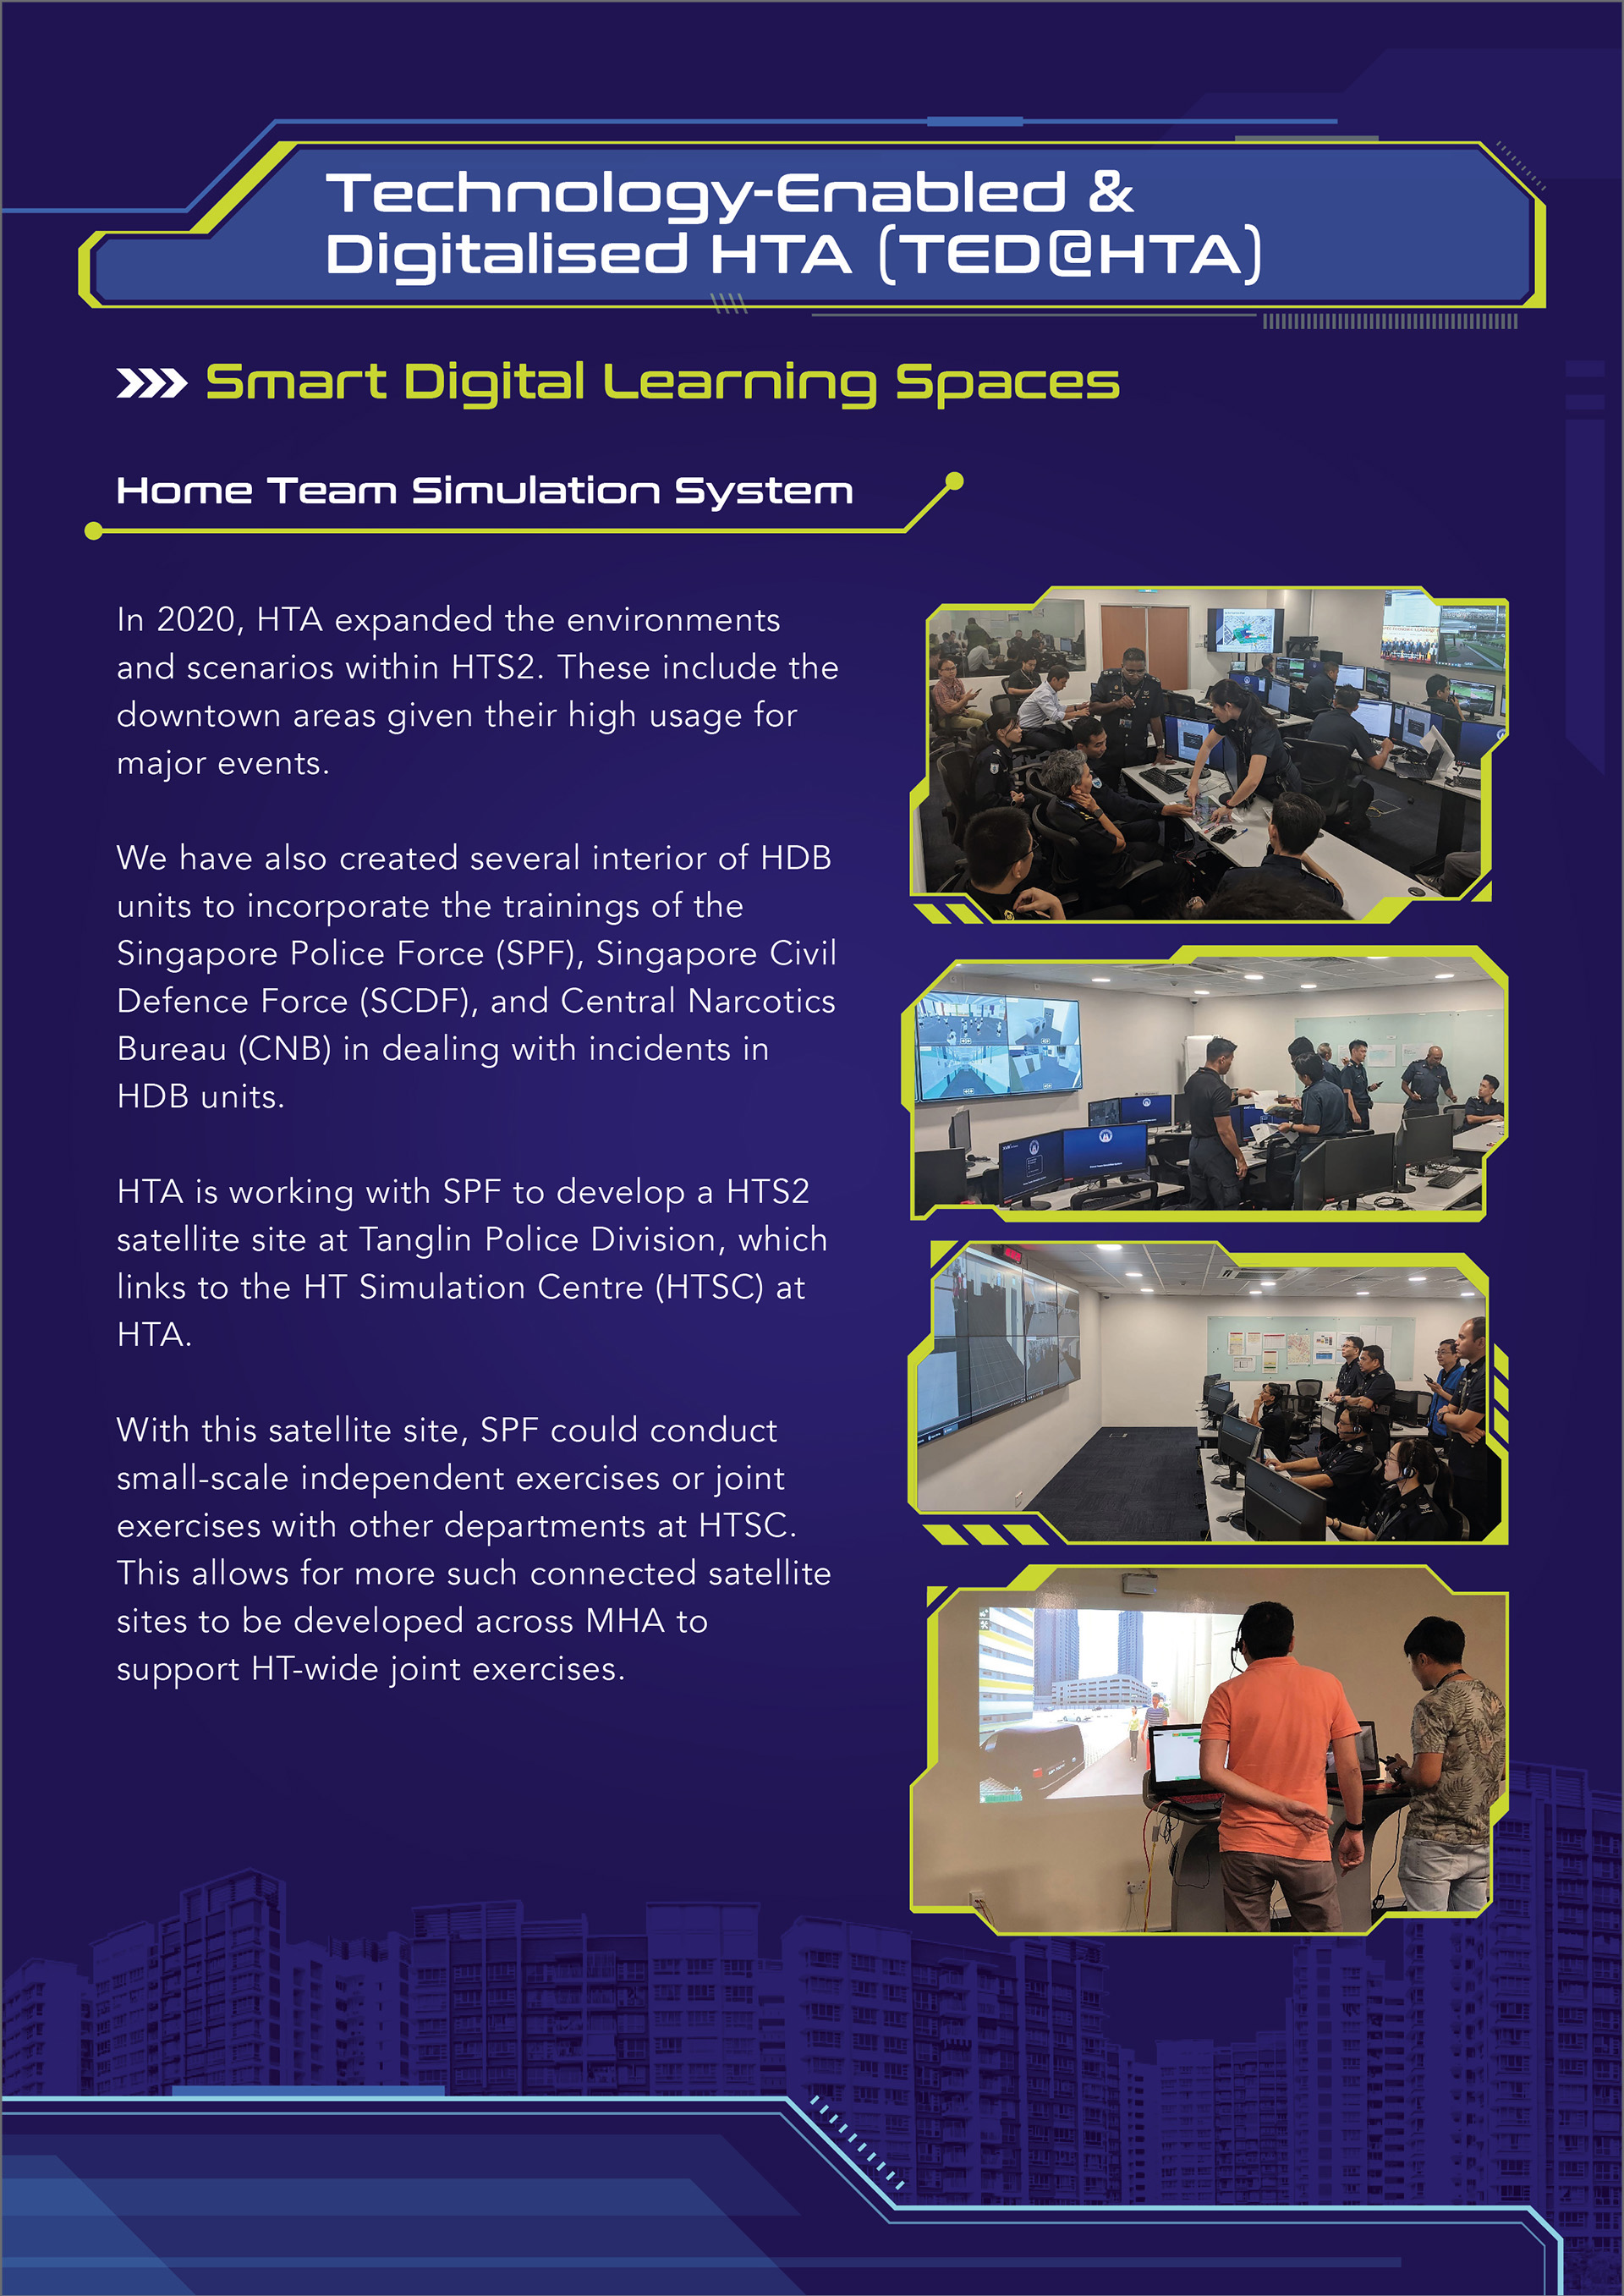 Technology-Enabled &
Digitalised HTA (TED@HTA)
Smart Digital Learning Spaces
Home Team Simulation System
In 2020, HTA expanded the environments
and scenarios within HTS2. These include the
downtown areas given their high usage for
major events.
We have also created several interior of HDB
units to incorporate the trainings of the
Singapore Police Force (SPF), Singapore Civil
Defence Force (SCDF), and Central Narcotics
Bureau (CNB) in dealing with incidents in
HDB units.
HTA is working with SPF to develop a HTS2
satellite site at Tanglin Police Division, which
links to the HT Simulation Centre (HTSC) at
HTA.
With this satellite site, SPF could conduct
small-scale independent exercises or joint
exercises with other departments at HTSC.
This allows for more such connected satellite
sites to be developed across MHA to
support HT-wide joint exercises.